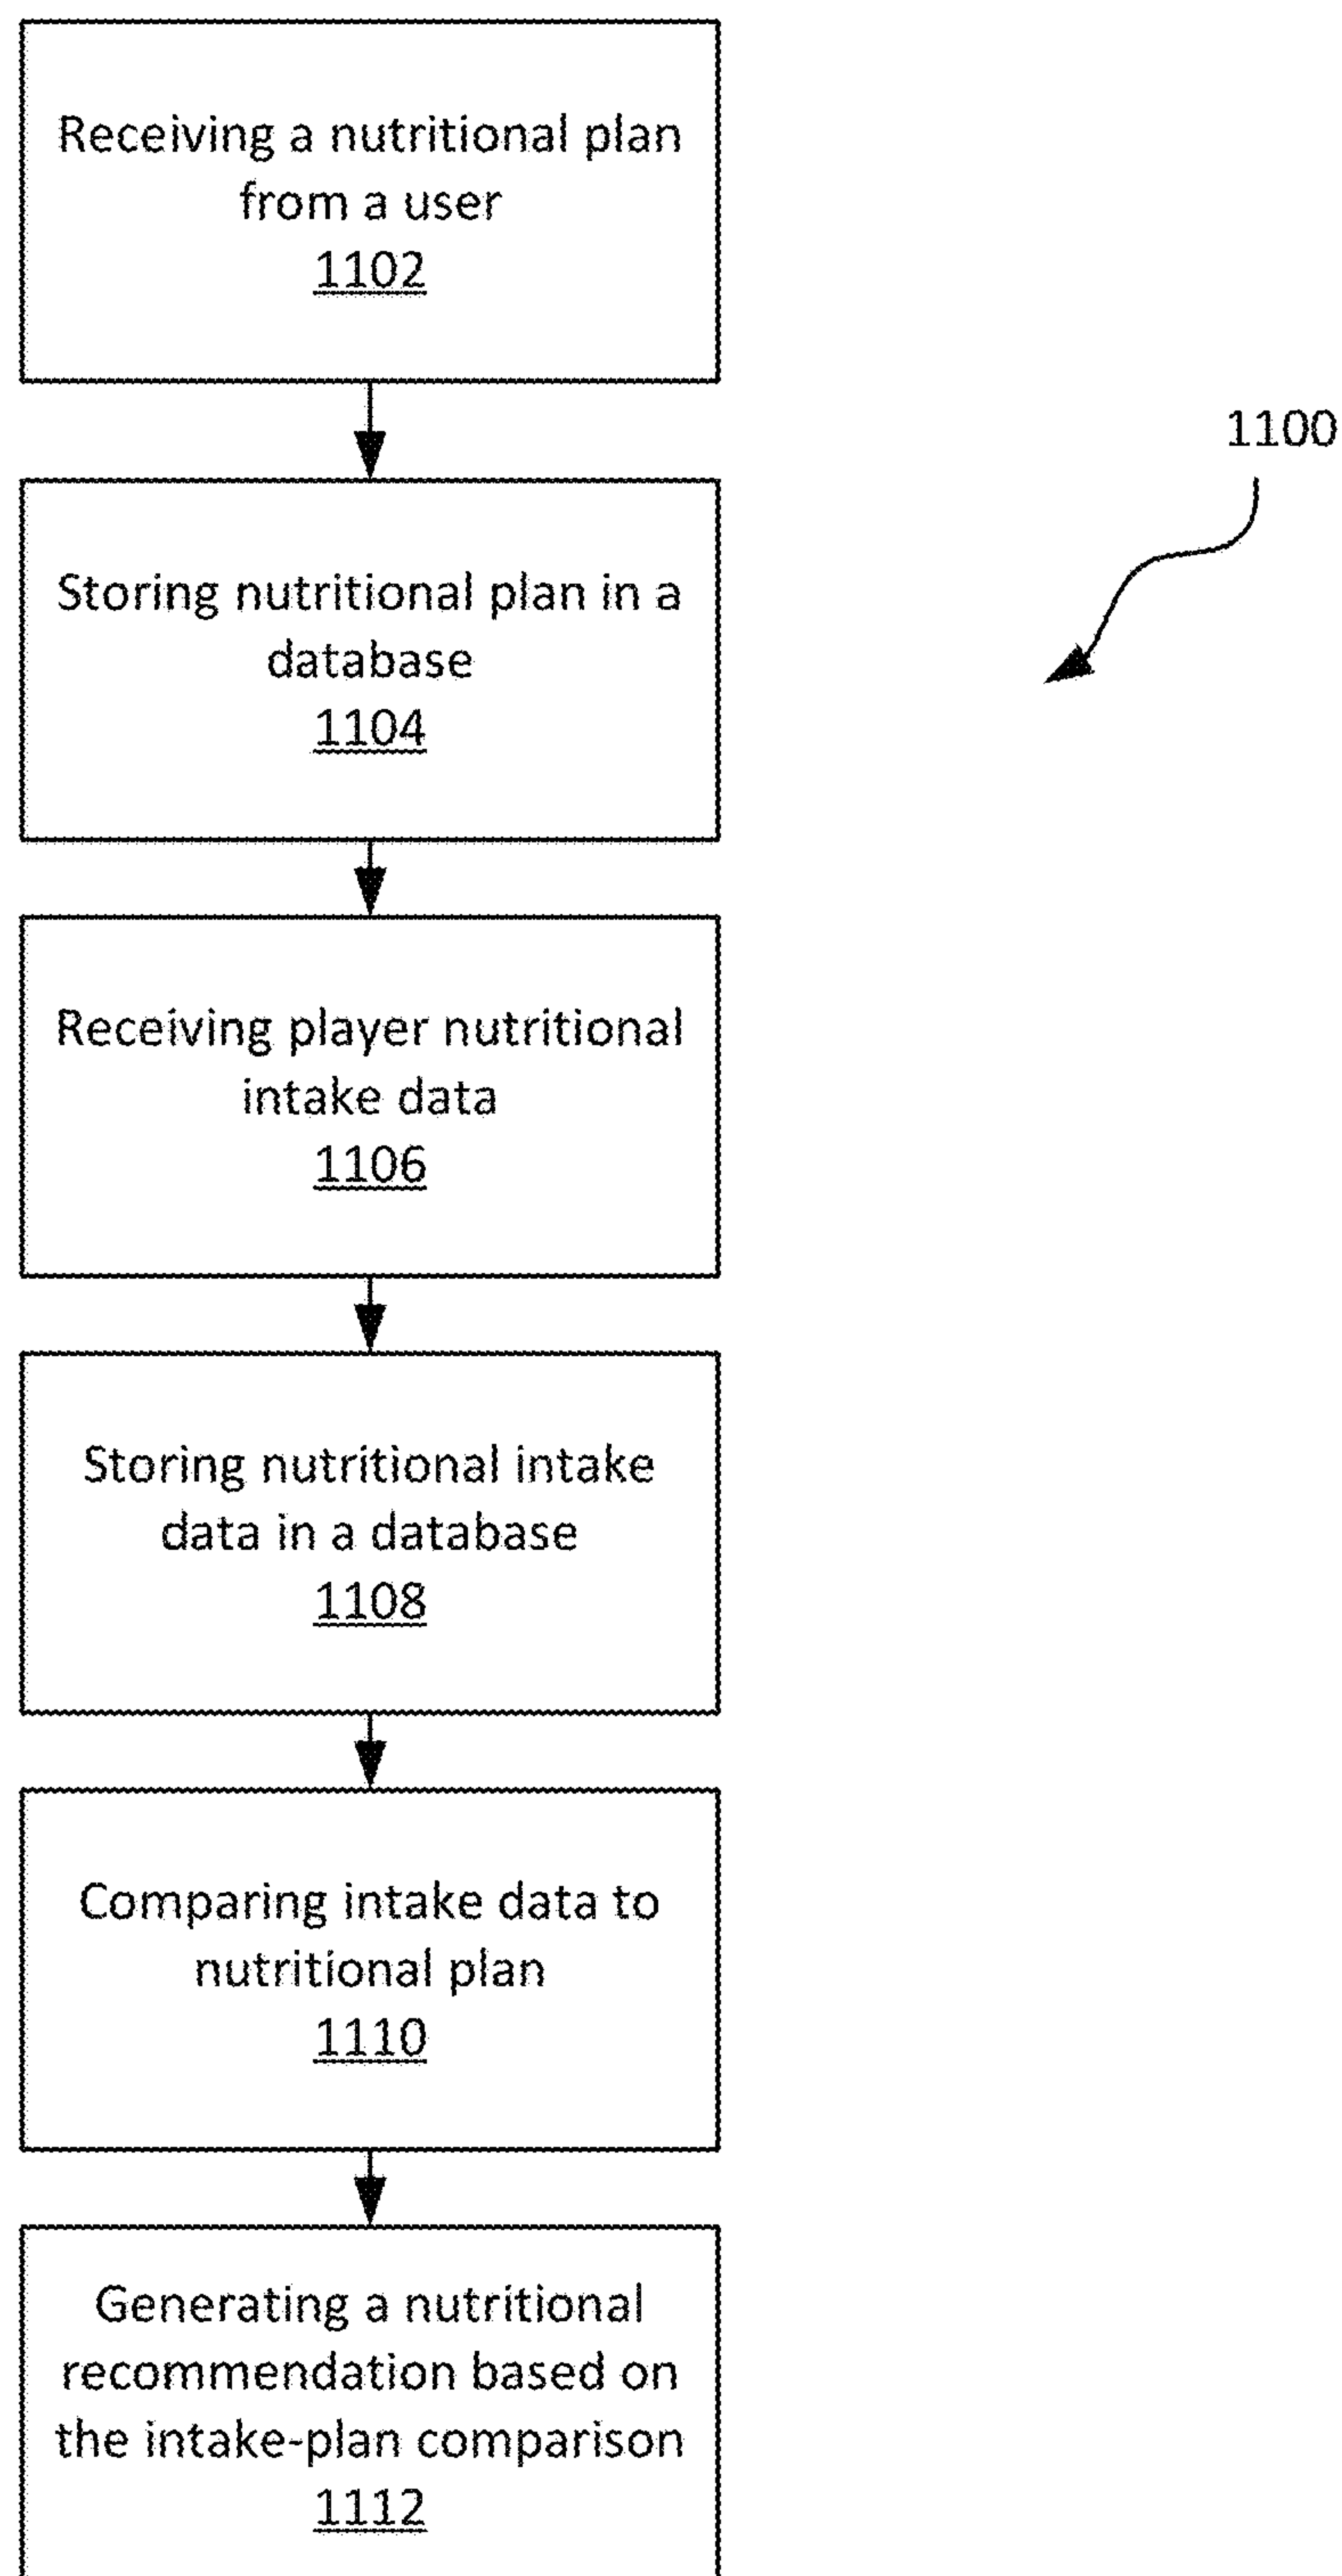 Receiving a nutritional plan
from a user
1102
1100
Storing nutritional plan in a
database
1104
Receiving player nutritional
intake data
1106
Storing nutritional intake
data in a database
1108
Comparing intake data to
nutritional plan
1110
Generating a nutritional
recommendation based on
the intake-plan comparison
1112